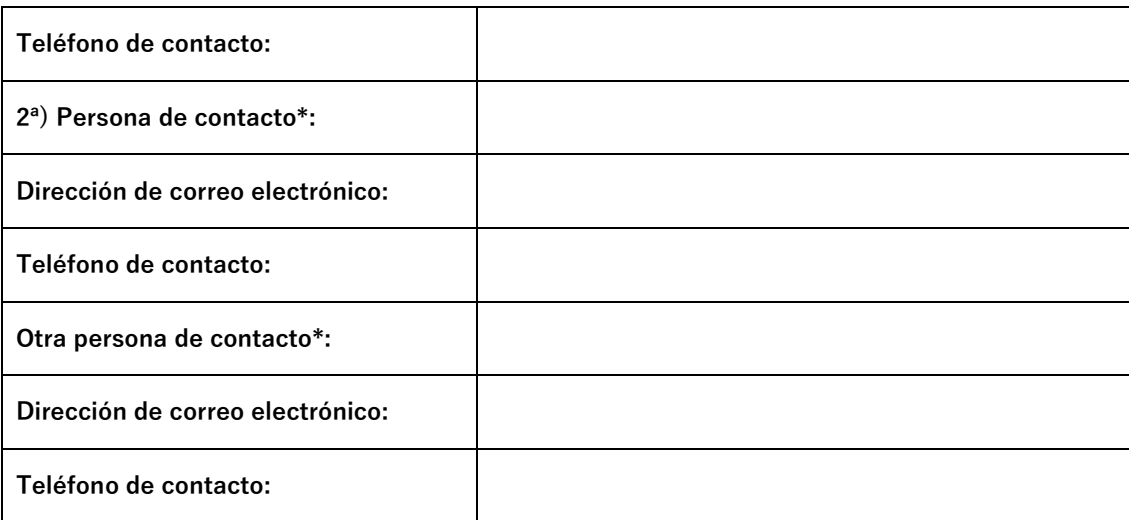 Teléfono de contacto:
2ª) Persona de contacto*:
Dirección de correo electrónico:
Teléfono de contacto:
Otra persona de contacto*:
Dirección de correo electrónico:
Teléfono de contacto: